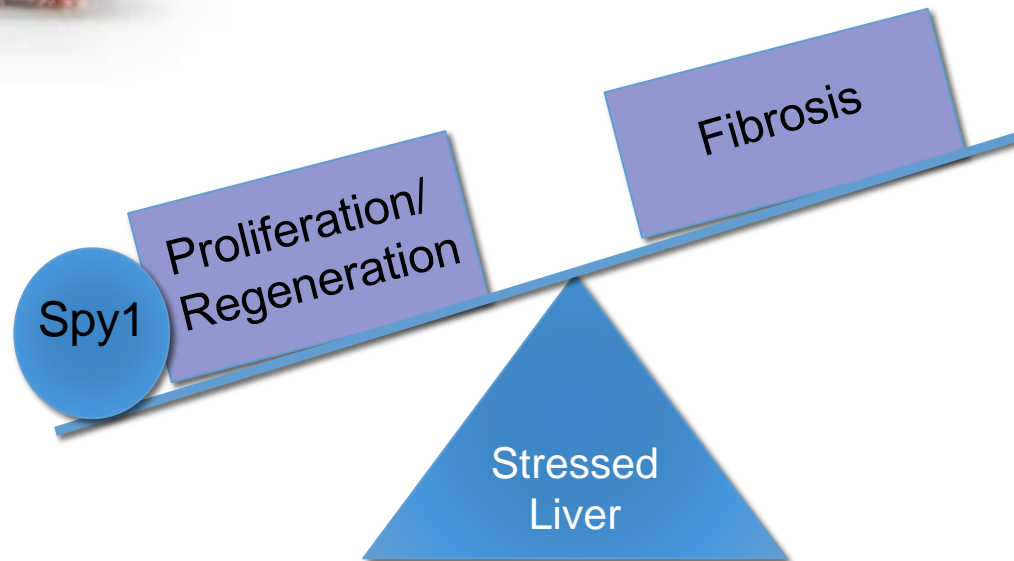 Fibrosis
Proliferation/
Regeneration
Spy1
Stressed
Liver